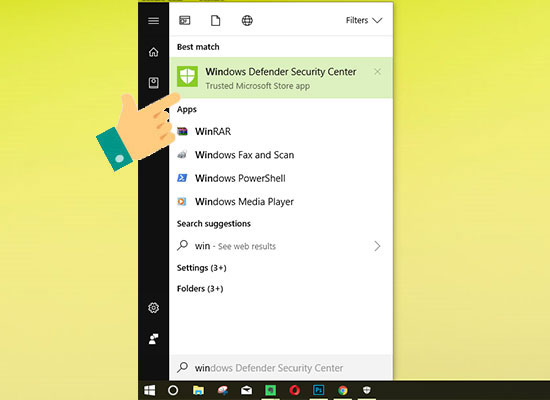 Filters
Best match
Windows Defender Security Center
Trusted Microsoft Store app
Apps
WinRAR
Windows Fax and Scan
Windows PowerShell
Windows Media Player
Search suggestions
win - See web results
Settings (3+)
Folders (3+)
windows Defender Security Center